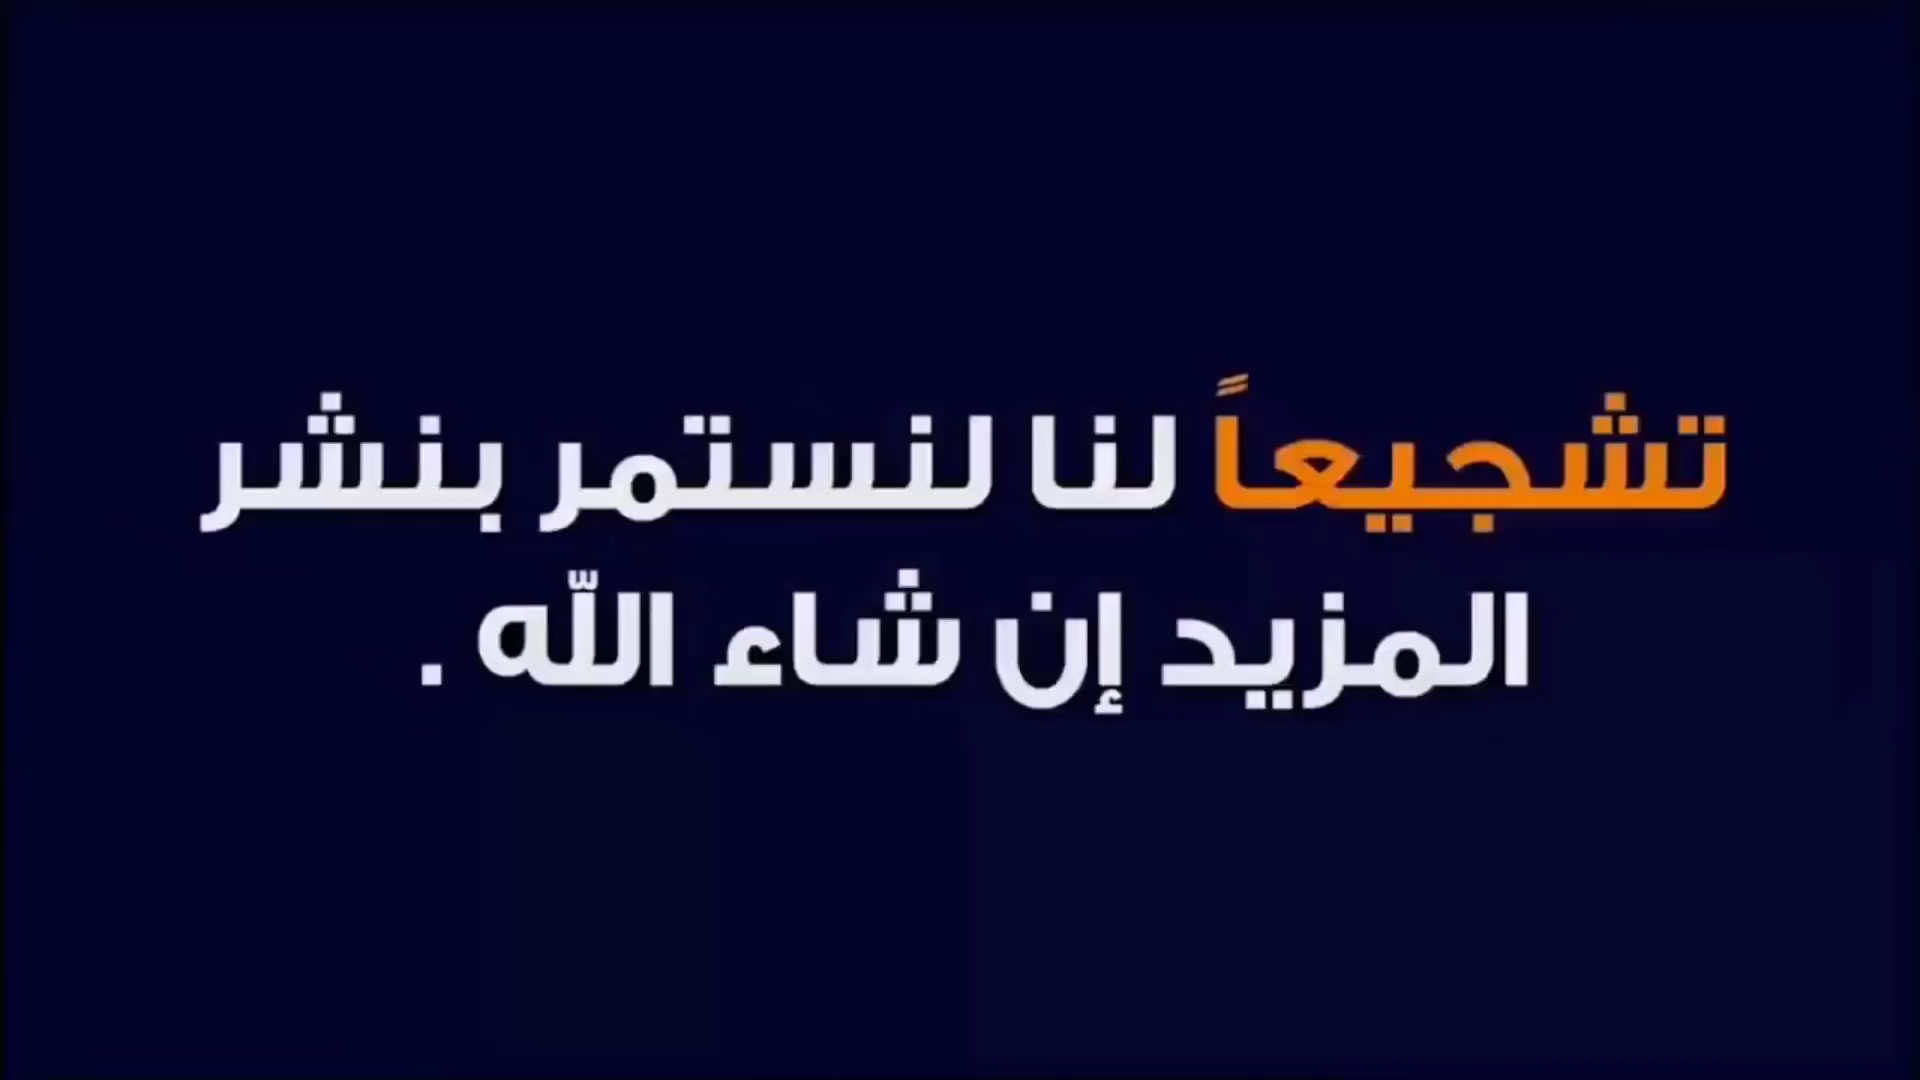 تشجيعاً لنا لنستمر بنشر
المزيد إن شاء اللّه .